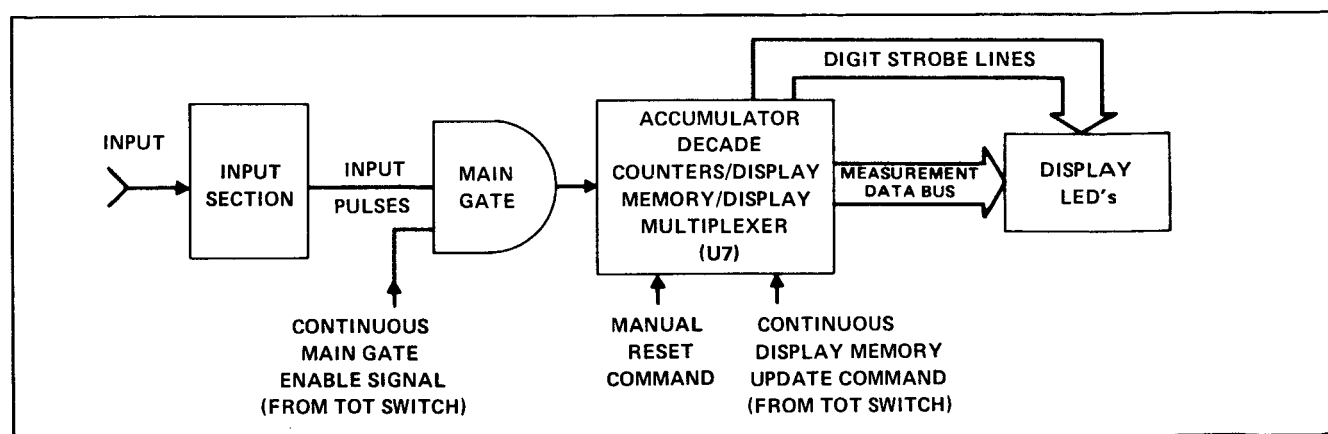 DIGIT STROBE LINES
INPUT
INPUT
SECTION
INPUT
PULSES
MAIN
GATE
ACCUMULATOR
DECADE
COUNTERS/DISPLAY
MEMORY/DISPLAY
MULTIPLEXER
(U7)
MEASUREMENT
DATA BUS
DISPLAY
LED's
CONTINUOUS
MAIN GATE
ENABLE SIGNAL
(FROM TOT SWITCH)
MANUAL
RESET
COMMAND
CONTINUOUS
DISPLAY MEMORY
UPDATE COMMAND
(FROM TOT SWITCH)